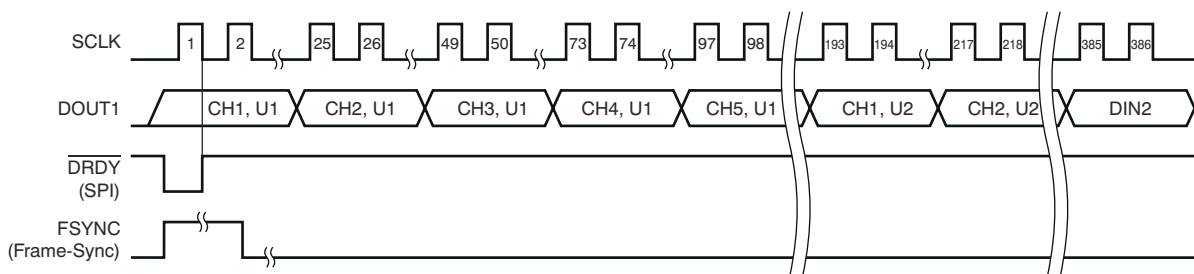 SCLK 1 2 25 26 49 50 73 74 97 98 193 194 217 218 385 386
DOUT1 CH1, U1 CH2, U1 CH3, U1 CH4, U1 CH5, U1 CH1, U2 CH2, U2 DIN2
DRDY
(SPI)
FSYNC
(Frame-Sync)